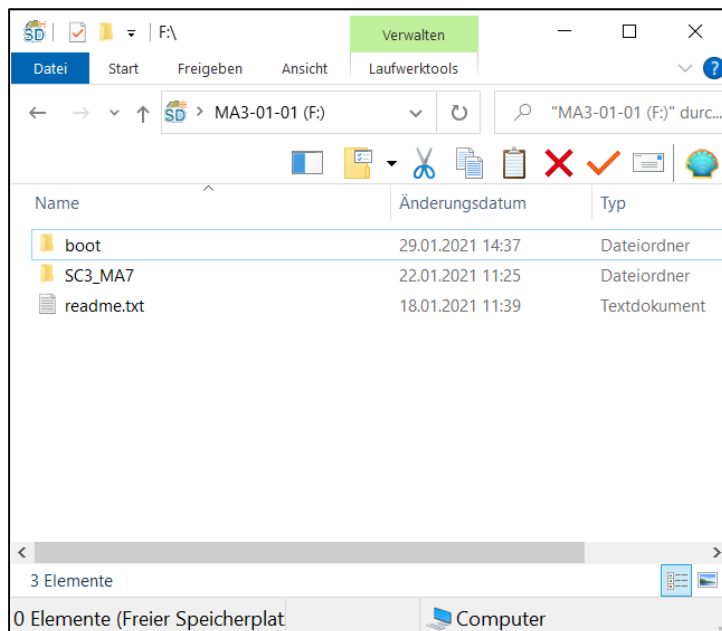 SD F:\ Verwalten
Datei Start Freigeben Ansicht Laufwerktools ?
SD > MA3-01-01 (F:) "MA3-01-01 (F:)" durc...
Name Änderungsdatum Typ
boot 29.01.2021 14:37 Dateiordner
SC3_MA7 22.01.2021 11:25 Dateiordner
readme.txt 18.01.2021 11:39 Textdokument
3 Elemente
0 Elemente (Freier Speicherplat Computer